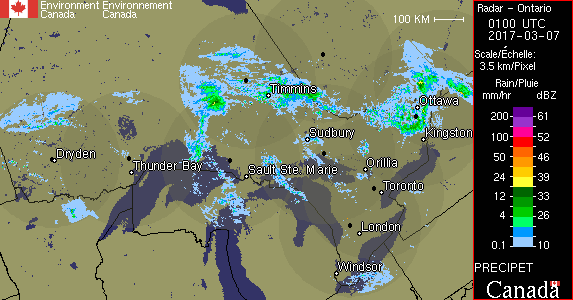 Environment Environnement
Canada Canada
100 KM
Timmins
Ottawa
Sudbury
Kingston
Dryden
Thunder Bay
Sault Ste. Marie
Orillia
Toronto
London
Windsor
Radar - Ontario
0100 UTC
2017-03-07
Scale/Échelle:
3.5 km/Pixel
Rain/Pluie
mm/hr dBZ
200 61
100 52
50 46
24 39
12 33
4 26
0.1 10
PRECIPET
Canada